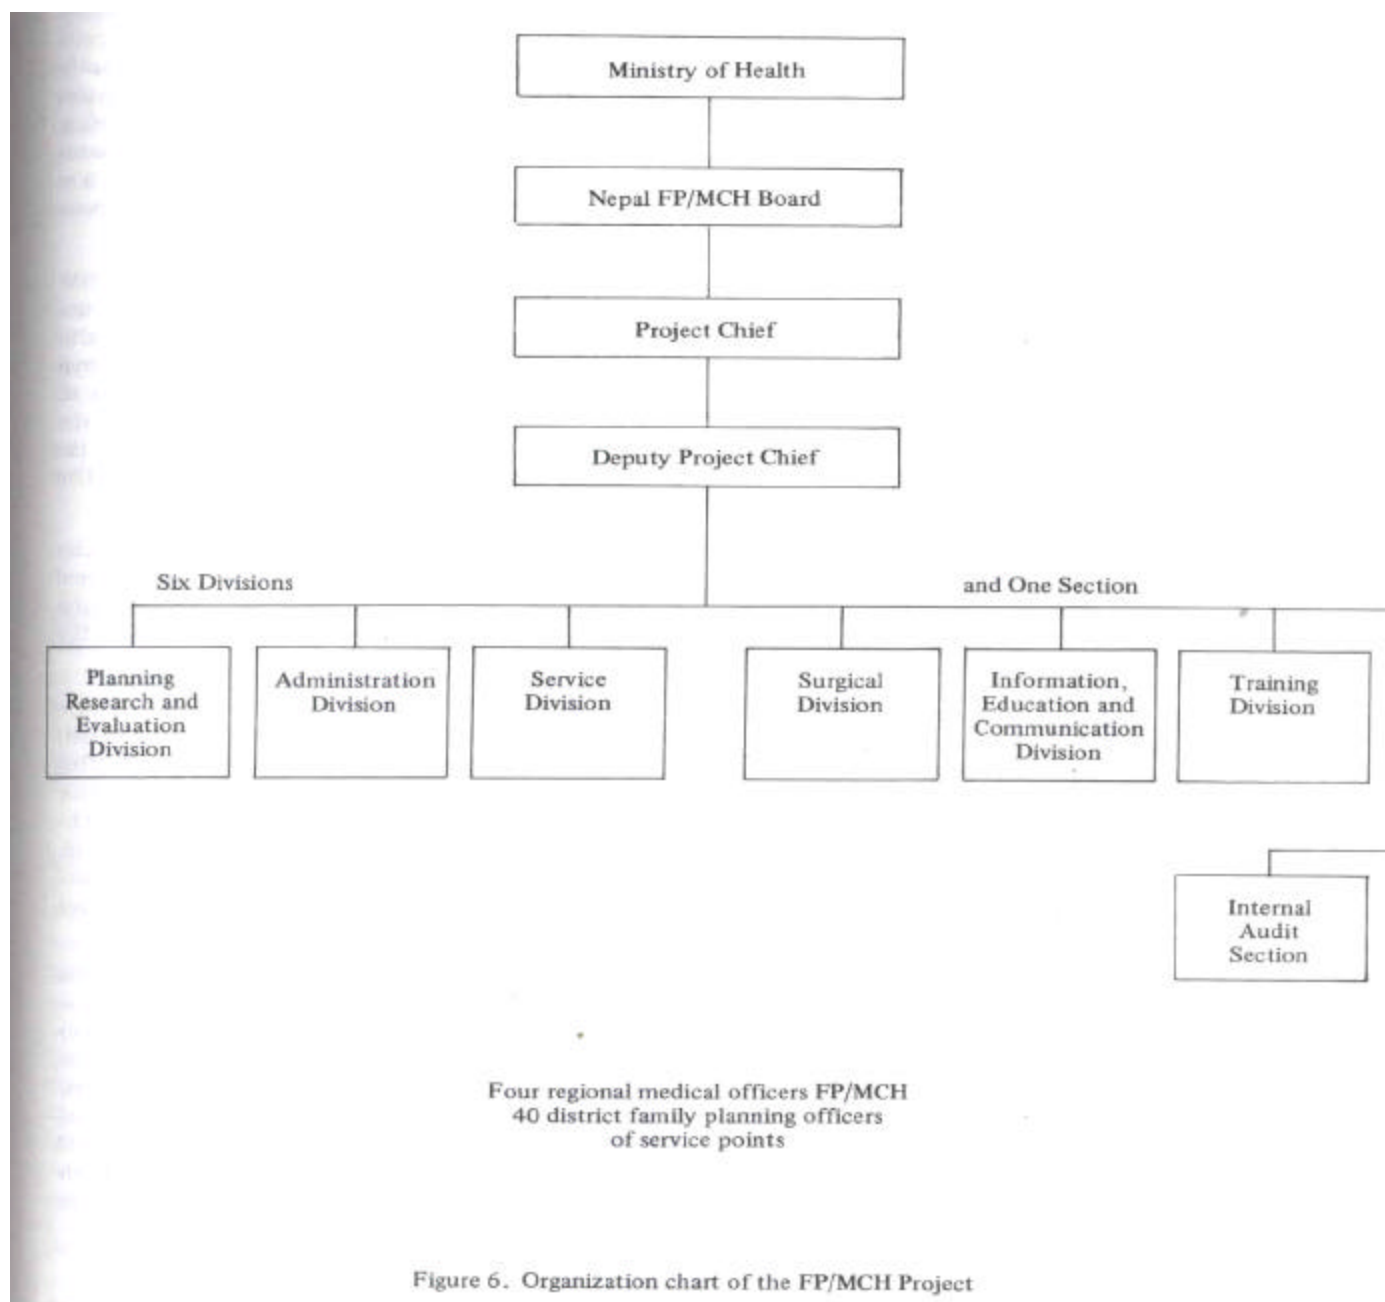 Ministry of Health
Nepal FP/MCH Board
Project Chief
Deputy Project Chief
Six Divisions
and One Section
Planning
Research and
Evaluation
Division
Administration
Division
Service
Division
Surgical
Division
Information,
Education and
Communication
Division
Training
Division
Internal
Audit
Section
Four regional medical officers FP/MCH
40 district family planning officers
of service points
Figure 6. Organization chart of the FP/MCH Project